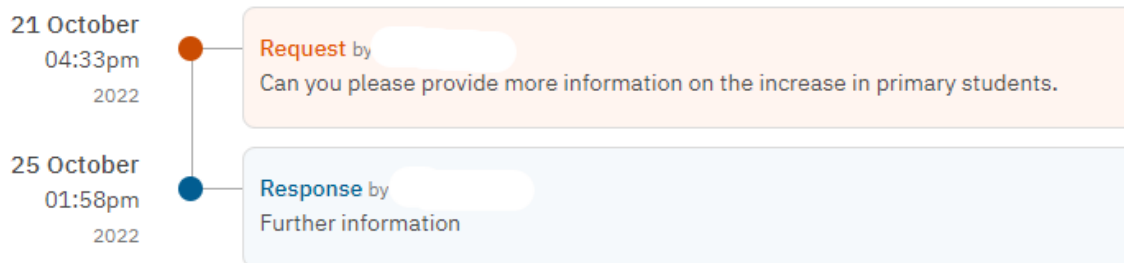 21 October
04:33pm
2022
Request by
Can you please provide more information on the increase in primary students.
25 October
01:58pm
2022
Response by
Further information